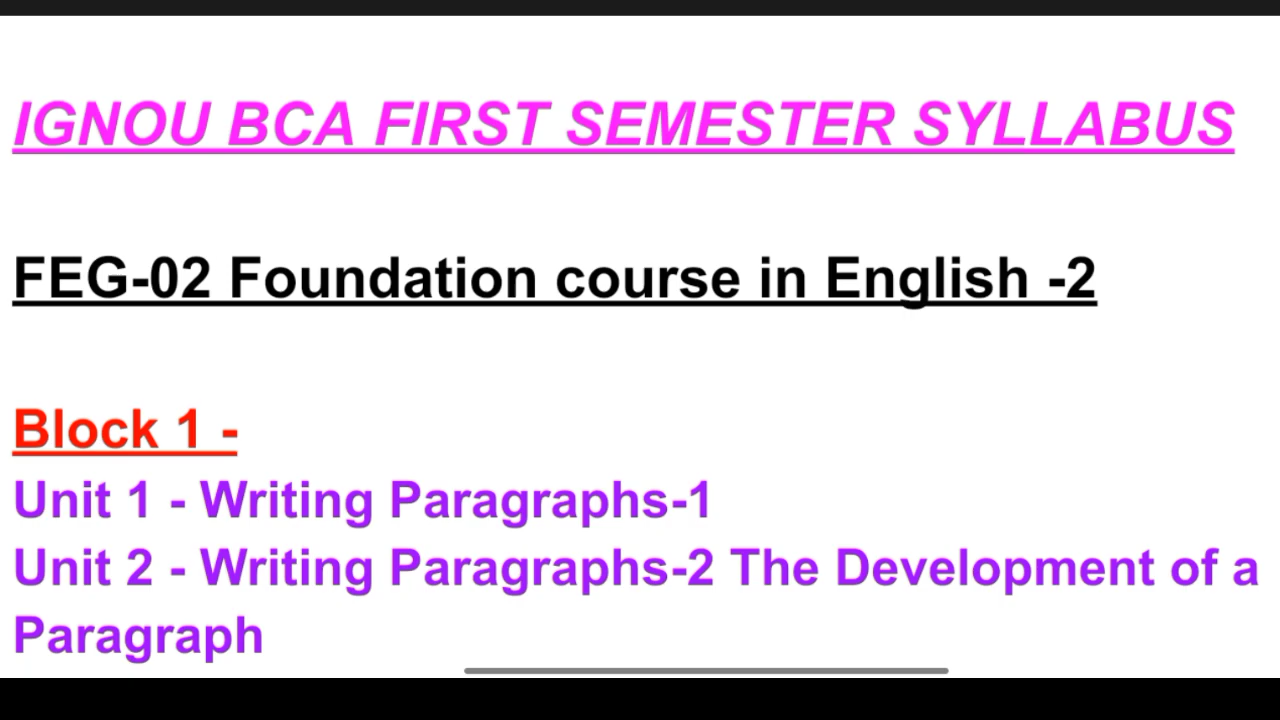 IGNOU BCA FIRST SEMESTER SYLLABUS
FEG-02 Foundation course in English -2
Block 1 -
Unit 1 - Writing Paragraphs-1
Unit 2 - Writing Paragraphs-2 The Development of a
Paragraph